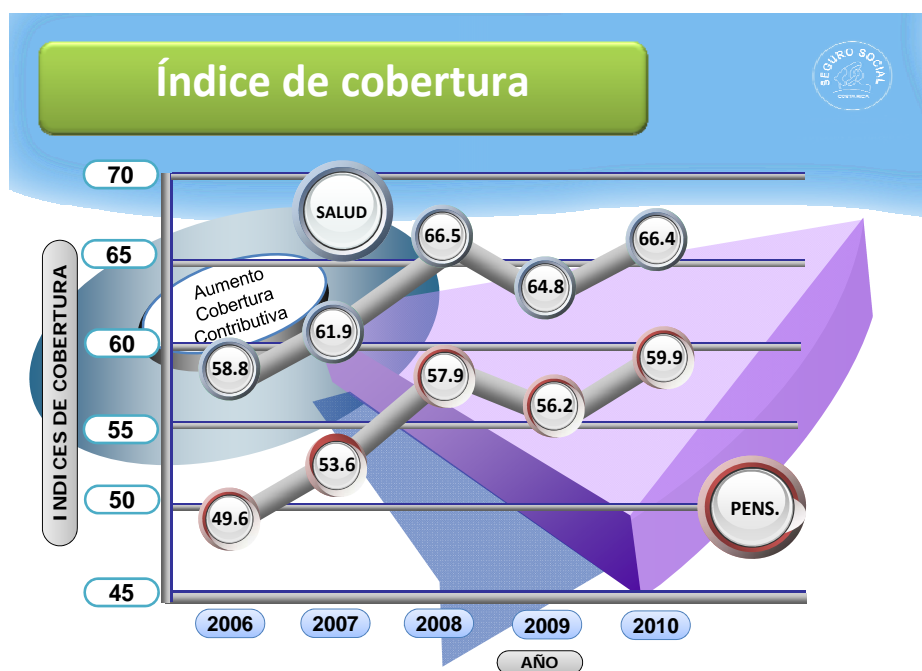 Índice de cobertura
SEGURO SOCIAL
COSTA RICA
70
65
60
55
50
45
INDICES DE COBERTURA
Aumento
Cobertura
Contributiva
SALUD
58.8
61.9
66.5
64.8
66.4
49.6
53.6
57.9
56.2
59.9
PENS.
2006
2007
2008
2009
2010
AÑO